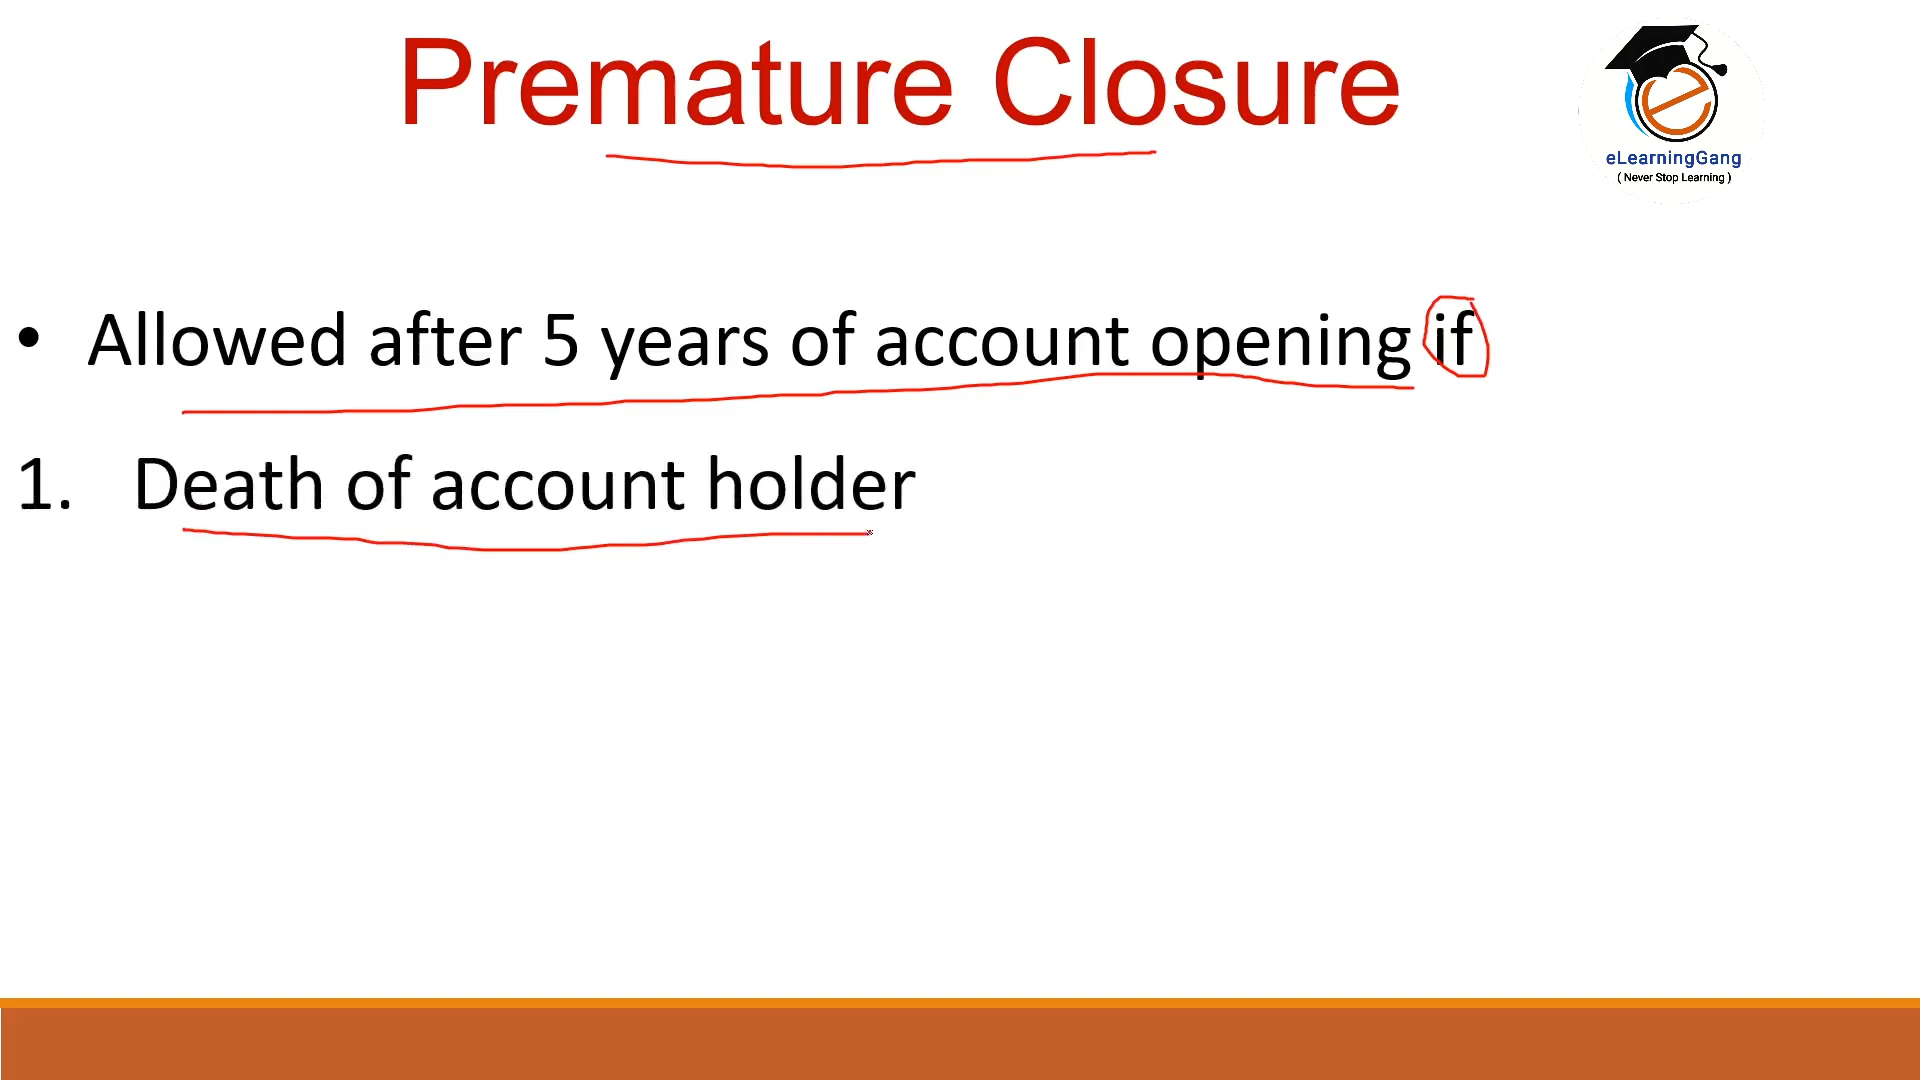 Premature Closure
eLearningGang
( Never Stop Learning )
• Allowed after 5 years of account opening if
1. Death of account holder